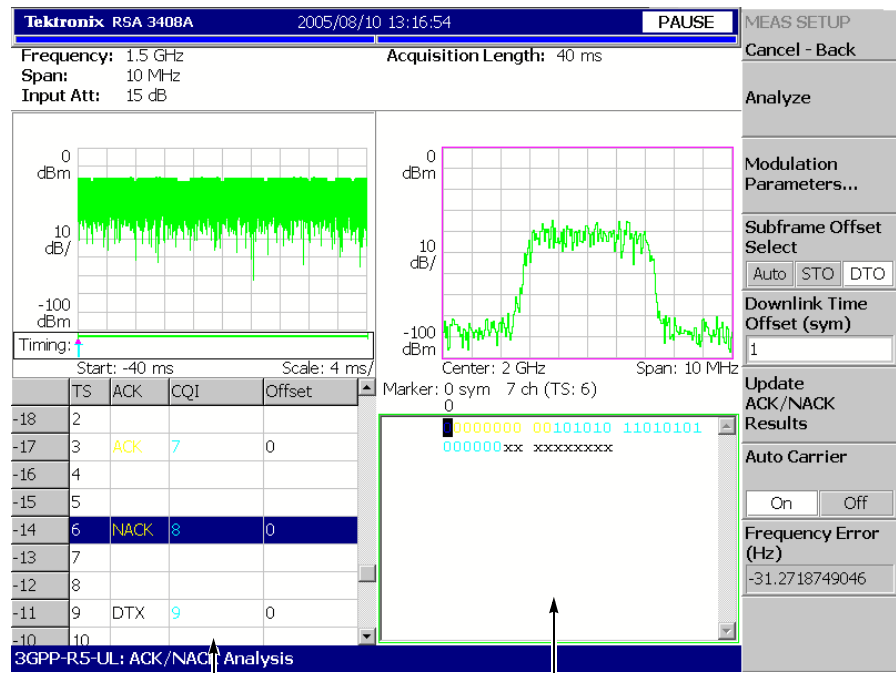 Tektronix RSA 3408A 2005/08/10 13:16:54 PAUSE
Frequency: 1.5 GHz Acquisition Length: 40 ms
Span: 10 MHz
Input Att: 15 dB
0
dBm
10
dB/
-100
dBm
Timing:
Start: -40 ms Scale: 4 ms/
0
dBm
10
dB/
-100
dBm
Center: 2 GHz Span: 10 MHz
TS ACK CQI Offset
-18 2
-17 3 ACK 7 0
-16 4
-15 5
-14 6 NACK 8 0
-13 7
-12 8
-11 9 DTX 9 0
-10 10
Marker: 0 sym 7 ch (TS: 6)
0
00000000 00101010 11010101
000000xx xxxxxxxx
3GPP-R5-UL: ACK/NACK Analysis
MEAS SETUP
Cancel - Back
Analyze
Modulation
Parameters...
Subframe Offset
Select
Auto STO DTO
Downlink Time
Offset (sym)
1
Update
ACK/NACK
Results
Auto Carrier
On Off
Frequency Error
(Hz)
-31.2718749046